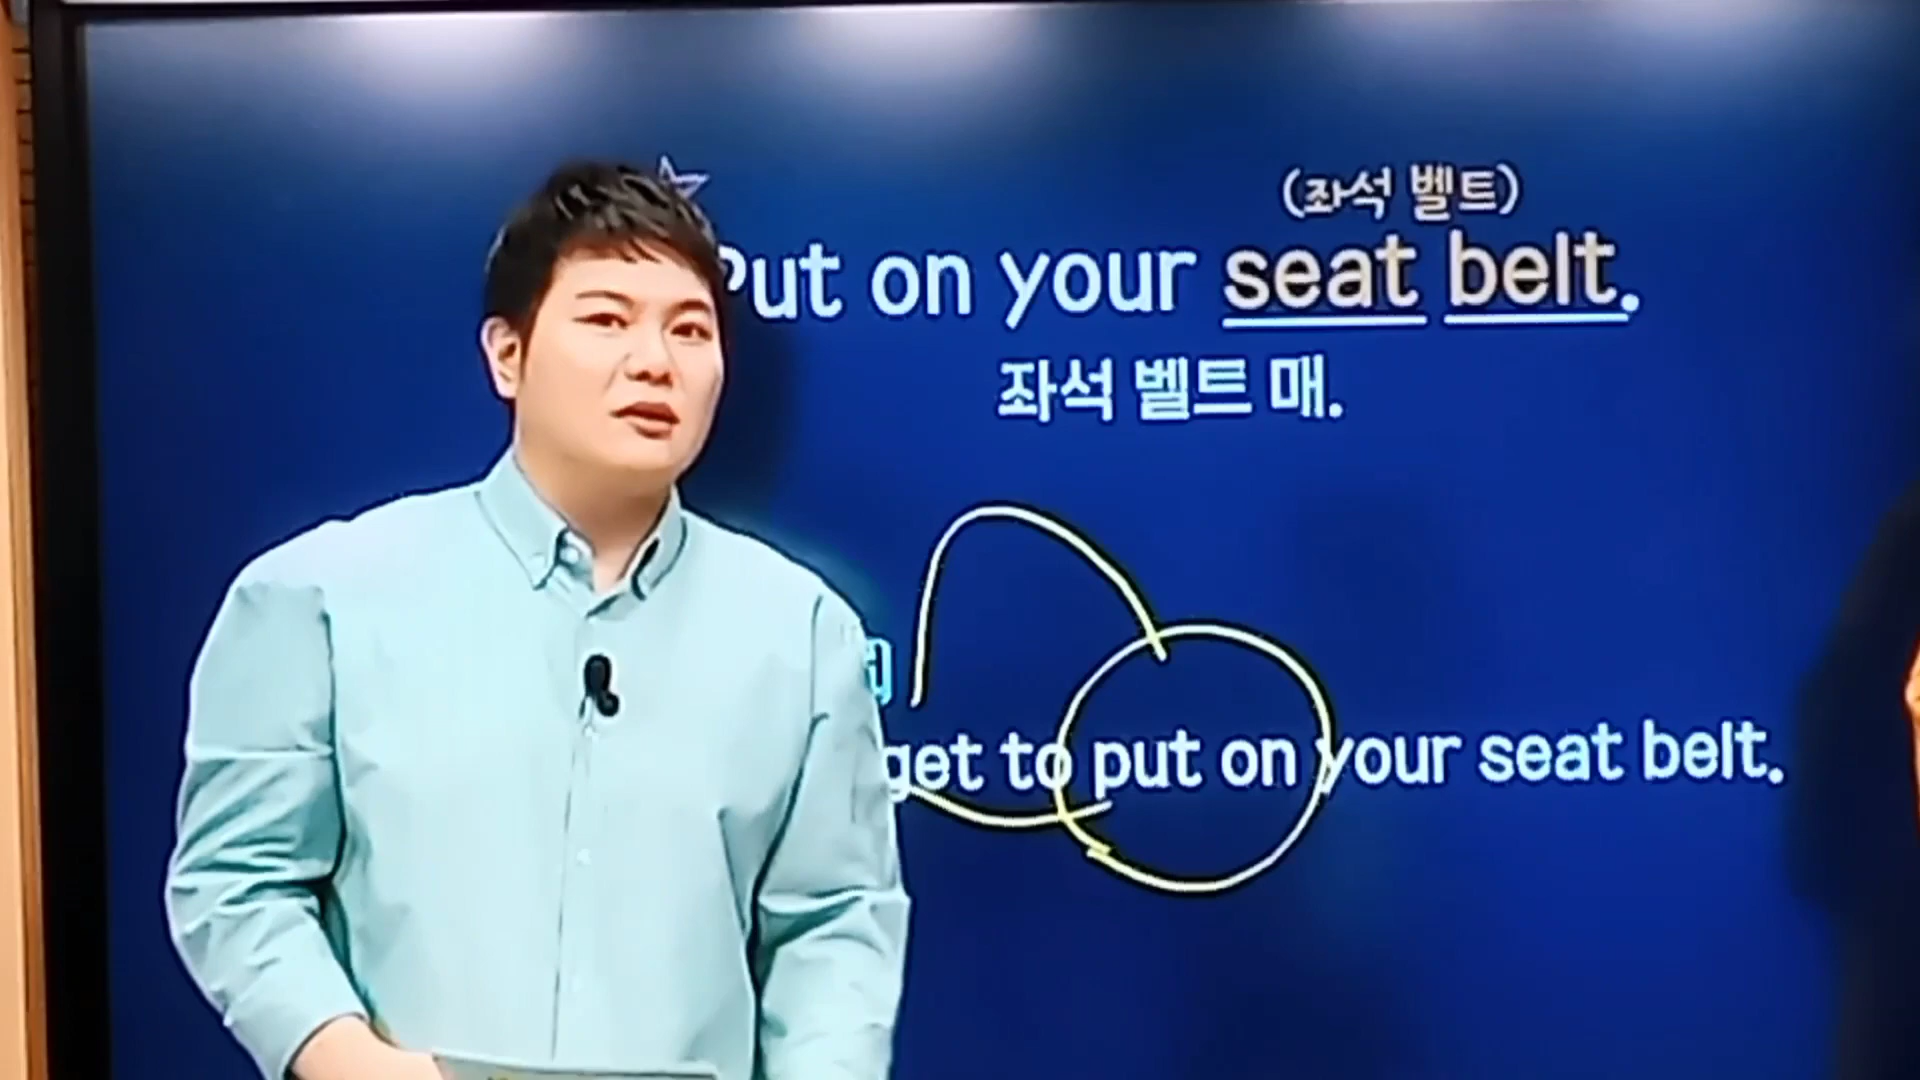 (좌석 벨트)
Put on your seat belt.
좌석 벨트 매.
get to put on your seat belt.